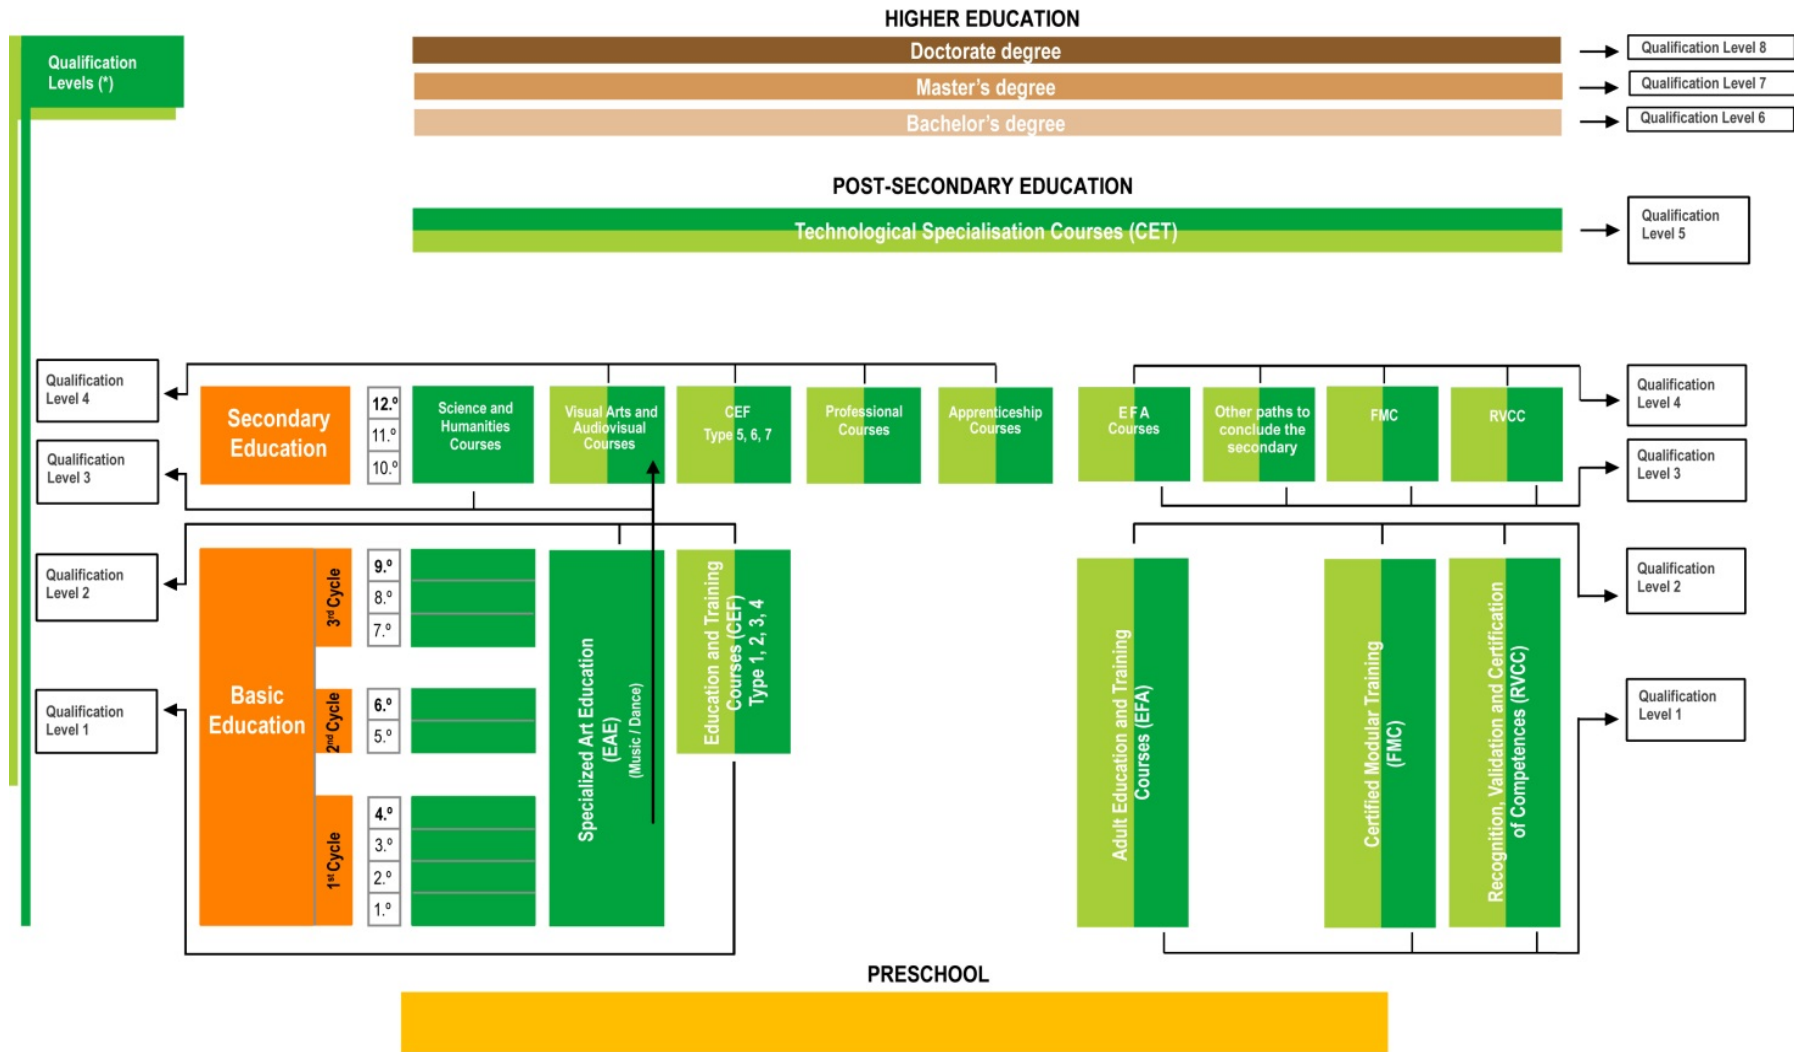 HIGHER EDUCATION
Qualification
Levels (*)
Doctorate degree
Qualification Level 8
Master's degree
Qualification Level 7
Bachelor's degree
Qualification Level 6
POST-SECONDARY EDUCATION
Technological Specialisation Courses (CET)
Qualification
Level 5
Qualification
Level 4
Qualification
Level 3
Secondary
Education
12.º
11.º
10.º
Science and
Humanities
Courses
Visual Arts and
Audiovisual
Courses
CEF
Type 5, 6, 7
Professional
Courses
Apprenticeship
Courses
EFA
Courses
Other paths to
conclude the
secondary
FMC
RVCC
Qualification
Level 4
Qualification
Level 3
Qualification
Level 2
Qualification
Level 1
Basic
Education
3rd Cycle
9.º
8.º
7.º
2nd Cycle
6.º
5.º
1st Cycle
4.º
3.º
2.º
1.º
Specialized Art Education
(EAE)
(Music / Dance)
Education and Training
Courses (CEF)
Type 1, 2, 3, 4
Adult Education and Training
Courses (EFA)
Certified Modular Training
(FMC)
Recognition, Validation and Certification
of Competences (RVCC)
Qualification
Level 2
Qualification
Level 1
PRESCHOOL